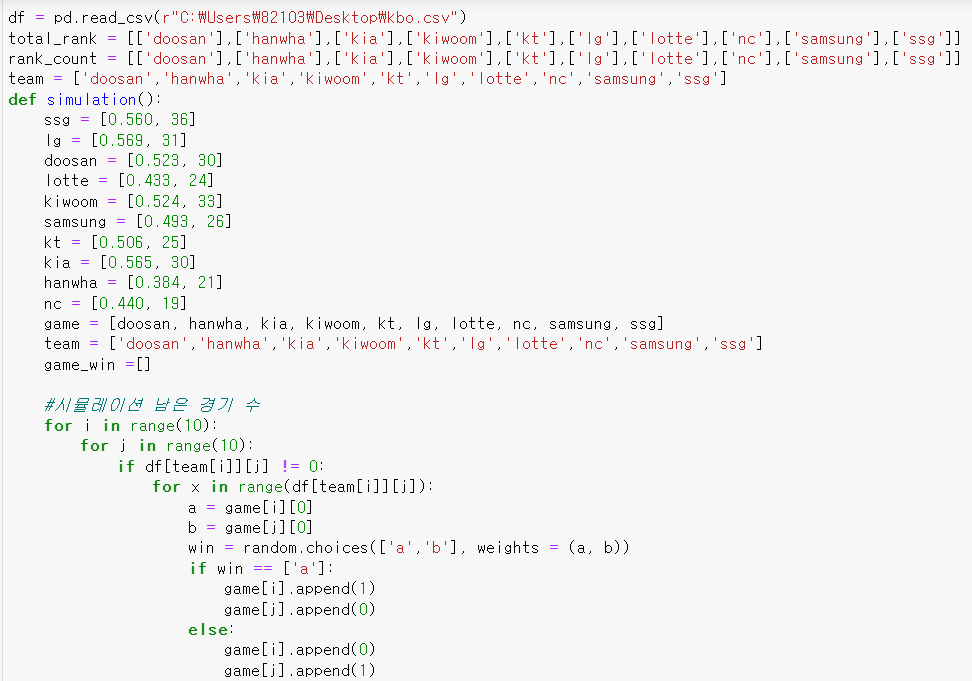 df = pd.read_csv(r"C:₩Users₩82103₩Desktop₩kbo.csv")
total_rank = [['doosan'],['hanwha'],['kia'],['kiwoom'],['kt'],['lg'],['lotte'],['nc'],['samsung'],['ssg']]
rank_count = [['doosan'],['hanwha'],['kia'],['kiwoom'],['kt'],['lg'],['lotte'],['nc'],['samsung'],['ssg']]
team = ['doosan','hanwha','kia','kiwoom','kt','lg','lotte','nc','samsung','ssg']
def simulation():
    ssg = [0.560, 36]
    lg = [0.569, 31]
    doosan = [0.523, 30]
    lotte = [0.433, 24]
    kiwoom = [0.524, 33]
    samsung = [0.493, 26]
    kt = [0.506, 25]
    kia = [0.565, 30]
    hanwha = [0.384, 21]
    nc = [0.440, 19]
    game = [doosan, hanwha, kia, kiwoom, kt, lg, lotte, nc, samsung, ssg]
    team = ['doosan','hanwha','kia','kiwoom','kt','lg','lotte','nc','samsung','ssg']
    game_win =[]
    #시뮬레이션 남은 경기 수
    for i in range(10):
        for j in range(10):
            if df[team[i]][j] != 0:
                for x in range(df[team[i]][j]):
                    a = game[i][0]
                    b = game[j][0]
                    win = random.choices(['a','b'], weights = (a, b))
                    if win == ['a']:
                        game[i].append(1)
                        game[j].append(0)
                    else:
                        game[i].append(0)
                        game[j].append(1)